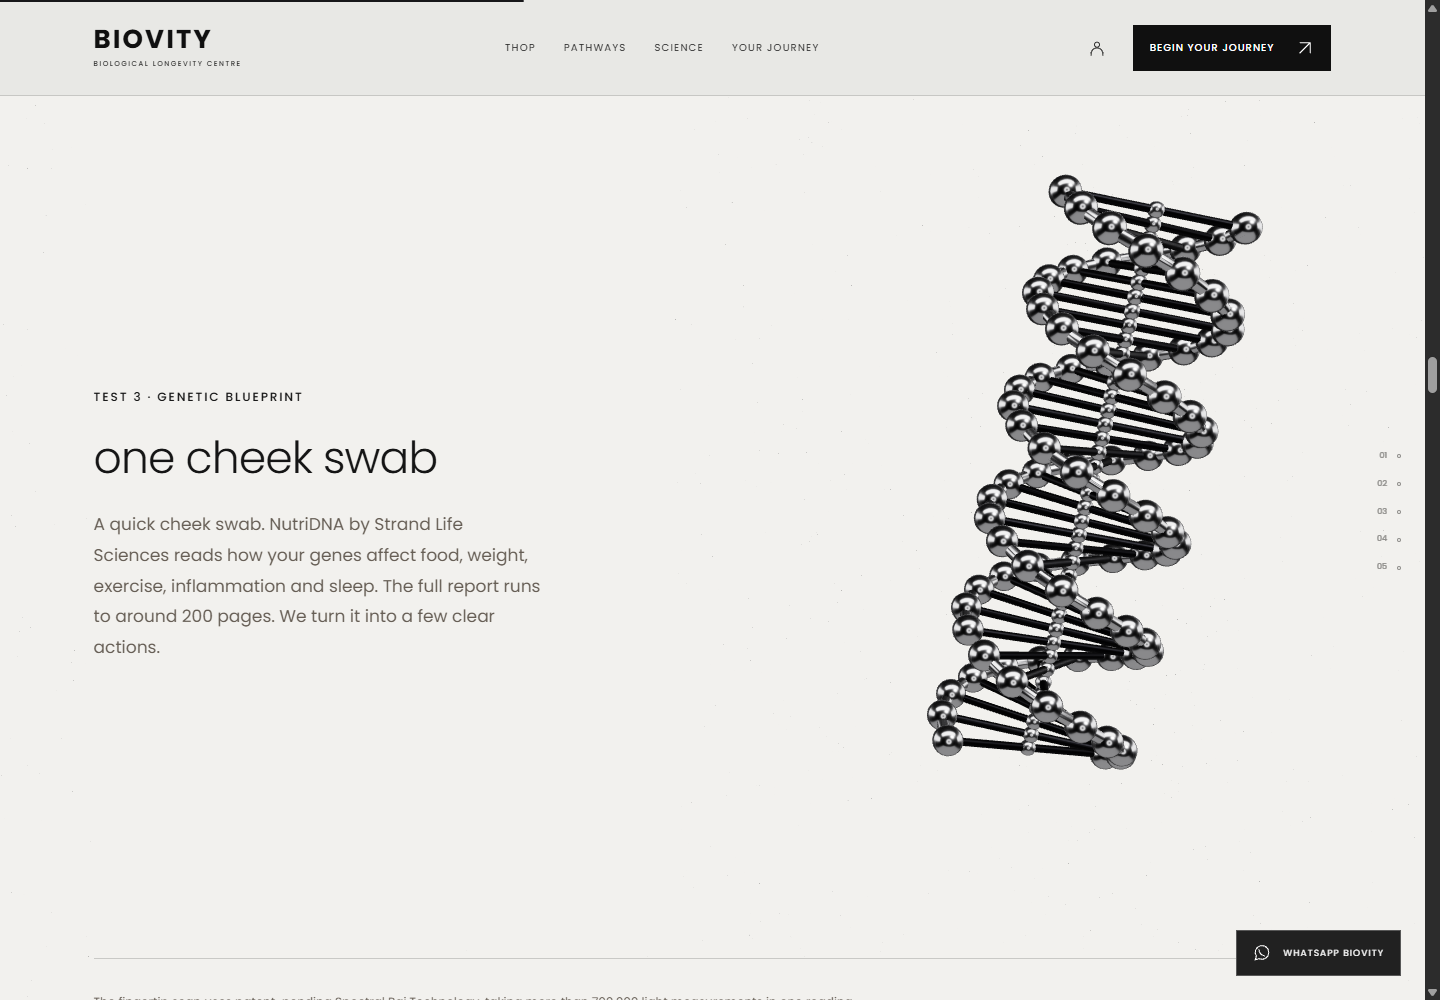 BIOVITY
BIOLOGICAL LONGEVITY CENTRE
THOP
PATHWAYS
SCIENCE
YOUR JOURNEY
BEGIN YOUR JOURNEY
TEST 3 · GENETIC BLUEPRINT
one cheek swab
A quick cheek swab. NutriDNA by Strand Life
Sciences reads how your genes affect food, weight,
exercise, inflammation and sleep. The full report runs
to around 200 pages. We turn it into a few clear
actions.
01
02
03
04
05
WHATSAPP BIOVITY